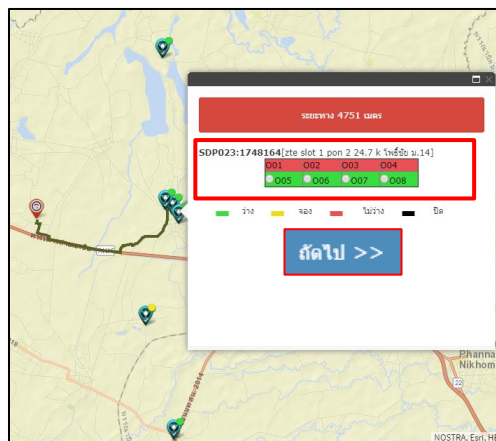 ระยะทาง 4751 เมตร
SDP023:1748164[zte slot 1 pon 2 24.7 k โพธิ์ชัย ม.14]
O01 O02 O03 O04
O05 O06 O07 O08
ว่าง จอง ไม่ว่าง ปิด
ถัดไป >>
Phanna
Nikhom
22
NOSTRA, Esri, HE